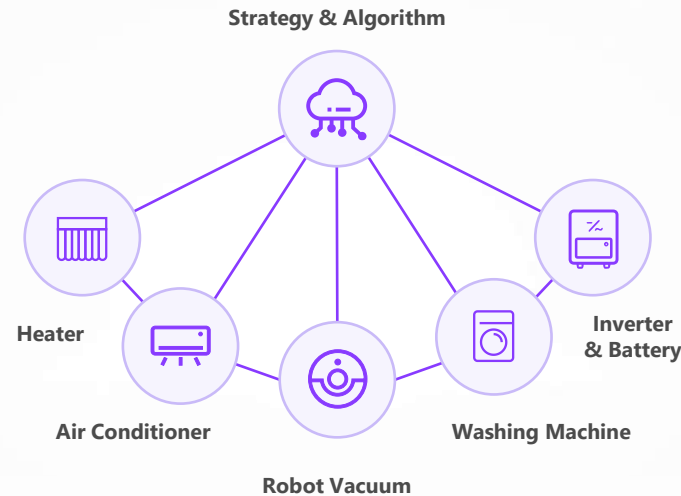 Strategy & Algorithm
Heater
Inverter
& Battery
Air Conditioner
Washing Machine
Robot Vacuum